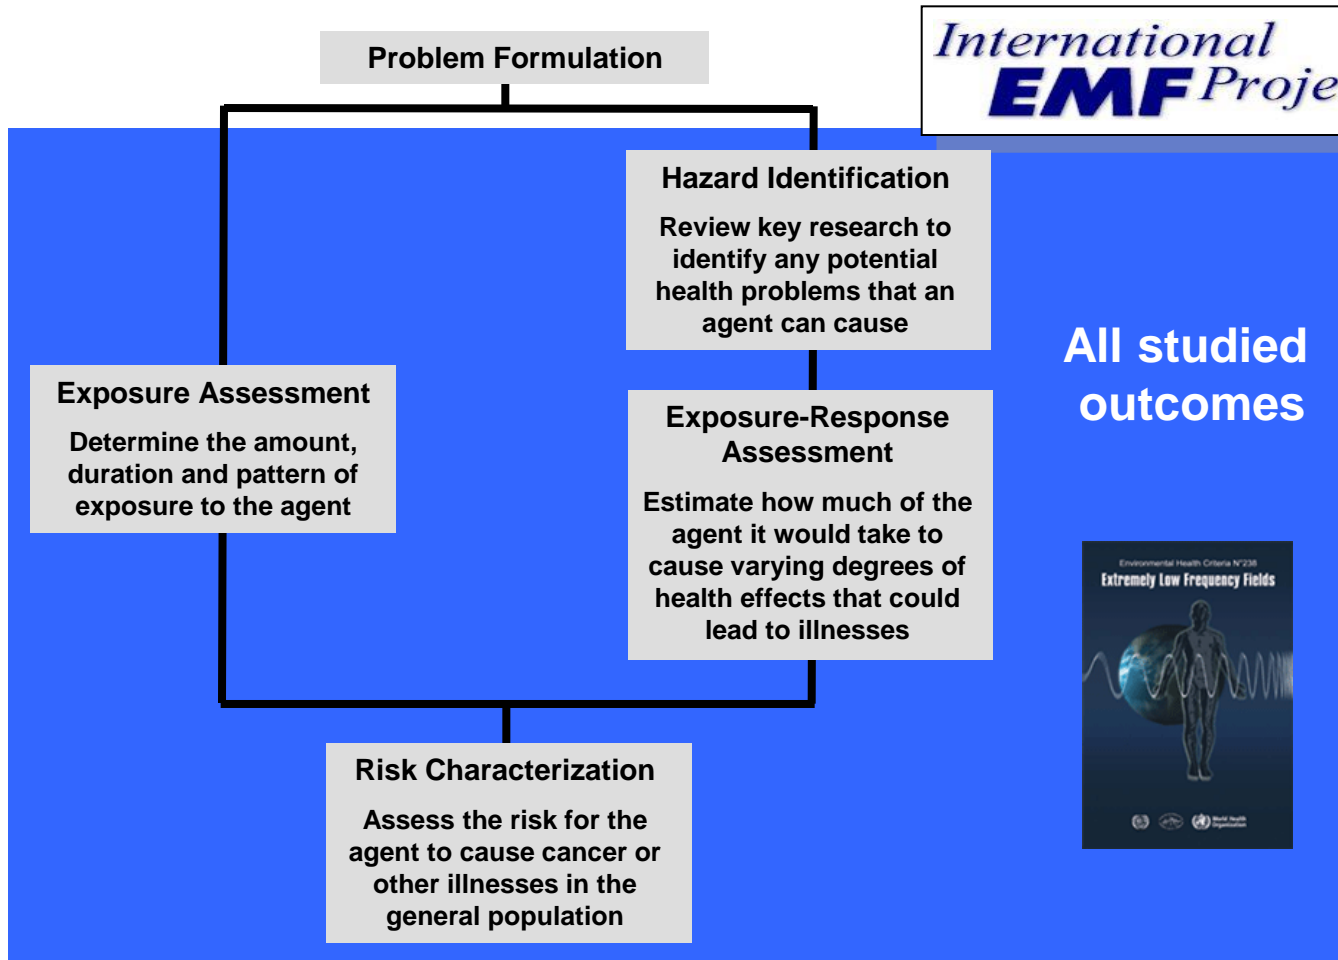 Problem Formulation
International
EMF Proje
Hazard Identification
Review key research to
identify any potential
health problems that an
agent can cause
All studied
outcomes
Exposure Assessment
Determine the amount,
duration and pattern of
exposure to the agent
Exposure-Response
Assessment
Estimate how much of the
agent it would take to
cause varying degrees of
health effects that could
lead to illnesses
Environmental Health Criteria N°238
Extremely Low Frequency Fields
World Health
Organization
Risk Characterization
Assess the risk for the
agent to cause cancer or
other illnesses in the
general population